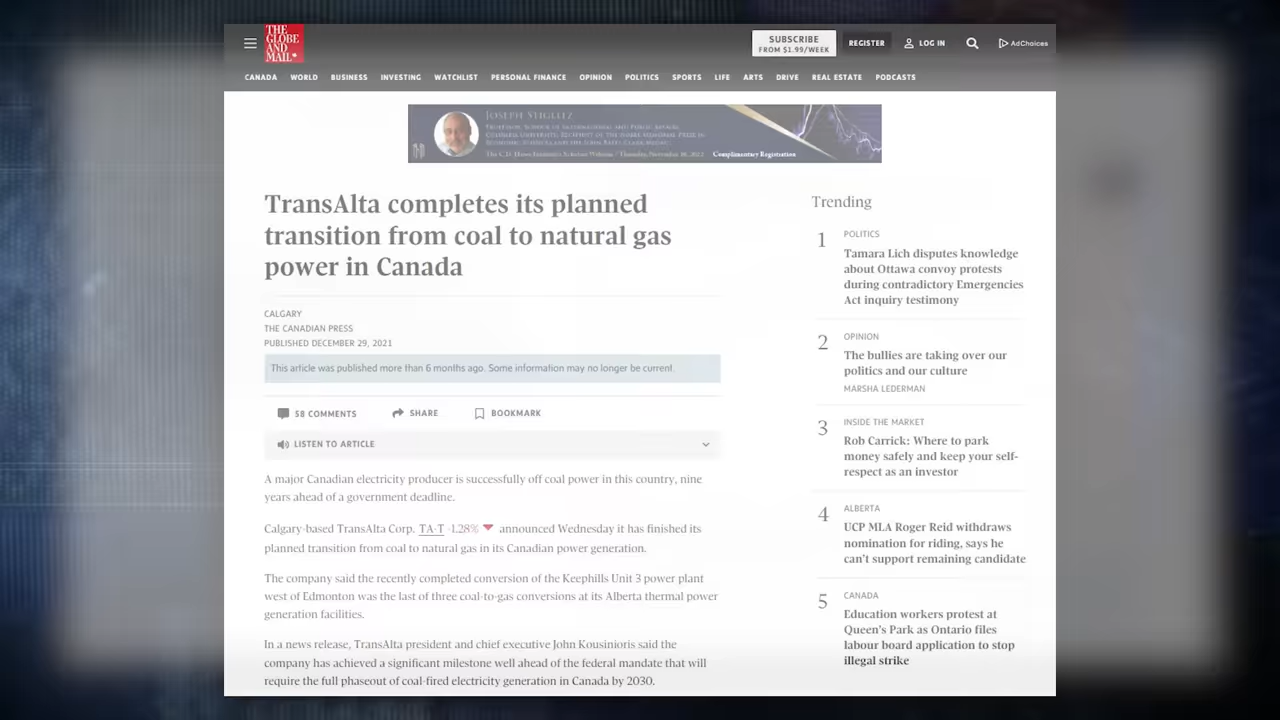 THE
GLOBE
AND
MAIL
SUBSCRIBE
FROM $1.99/WEEK
REGISTER
LOG IN
AdChoices
CANADA WORLD BUSINESS INVESTING WATCHLIST PERSONAL FINANCE OPINION POLITICS SPORTS LIFE ARTS DRIVE REAL ESTATE PODCASTS
JOSEPH STIGLITZ
Complimentary Registration
TransAlta completes its planned
transition from coal to natural gas
power in Canada
CALGARY
THE CANADIAN PRESS
PUBLISHED DECEMBER 29, 2021
This article was published more than 6 months ago. Some information may no longer be current.
58 COMMENTS SHARE BOOKMARK
LISTEN TO ARTICLE
A major Canadian electricity producer is successfully off coal power in this country, nine
years ahead of a government deadline.
Calgary-based TransAlta Corp. TA-T -1.28% announced Wednesday it has finished its
planned transition from coal to natural gas in its Canadian power generation.
The company said the recently completed conversion of the Keephills Unit 3 power plant
west of Edmonton was the last of three coal-to-gas conversions at its Alberta thermal power
generation facilities.
In a news release, TransAlta president and chief executive John Kousinioris said the
company has achieved a significant milestone well ahead of the federal mandate that will
require the full phaseout of coal-fired electricity generation in Canada by 2030.
Trending
1
POLITICS
Tamara Lich disputes knowledge
about Ottawa convoy protests
during contradictory Emergencies
Act inquiry testimony
2
OPINION
The bullies are taking over our
politics and our culture
MARSHA LEDERMAN
3
INSIDE THE MARKET
Rob Carrick: Where to park
money safely and keep your self-
respect as an investor
4
ALBERTA
UCP MLA Roger Reid withdraws
nomination for riding, says he
can't support remaining candidate
5
CANADA
Education workers protest at
Queen's Park as Ontario files
labour board application to stop
illegal strike